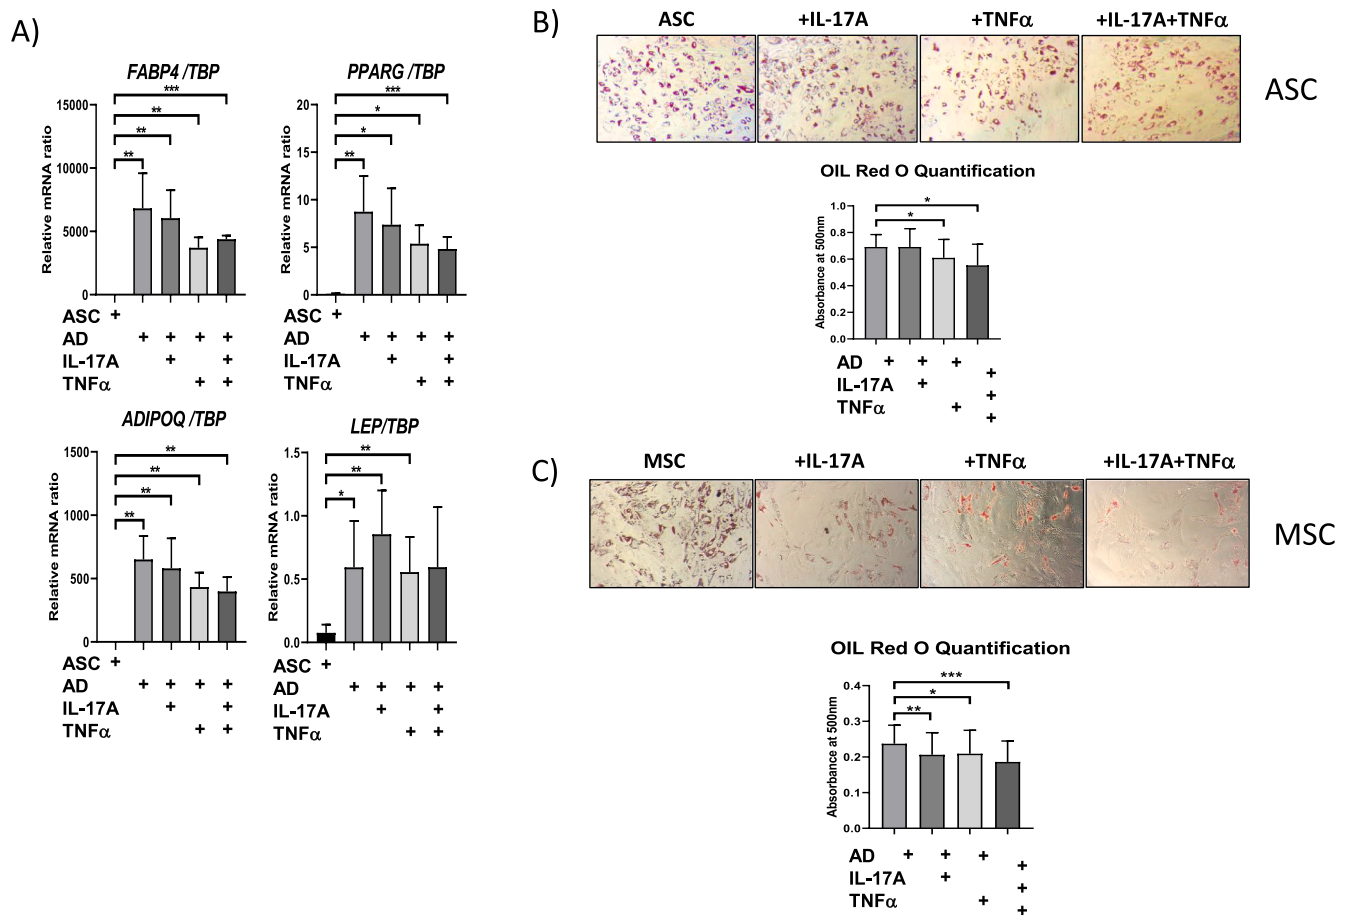 A)
FABP4 /TBP
***
**
**
**
Relative mRNA ratio
15000
10000
5000
0
ASC +
AD + + + +
IL-17A + +
TNFα + +
PPARG /TBP
***
*
*
**
Relative mRNA ratio
20
15
10
5
0
ASC +
AD + + + +
IL-17A + +
TNFα + +
ADIPOQ /TBP
**
**
**
**
Relative mRNA ratio
1500
1000
500
0
ASC +
AD + + + +
IL-17A + +
TNFα + +
LEP/TBP
**
**
*
Relative mRNA ratio
1.5
1.0
0.5
0.0
ASC +
AD + + + +
IL-17A + +
TNFα + +
B)
ASC +IL-17A +TNFα +IL-17A+TNFα
ASC
OIL Red O Quantification
*
*
Absorbance at 500nm
1.0
0.8
0.6
0.4
0.2
0.0
AD + + + +
IL-17A + +
TNFα + +
C)
MSC +IL-17A +TNFα +IL-17A+TNFα
MSC
OIL Red O Quantification
***
*
**
Absorbance at 500nm
0.4
0.3
0.2
0.1
0.0
AD + + + +
IL-17A + +
TNFα + +